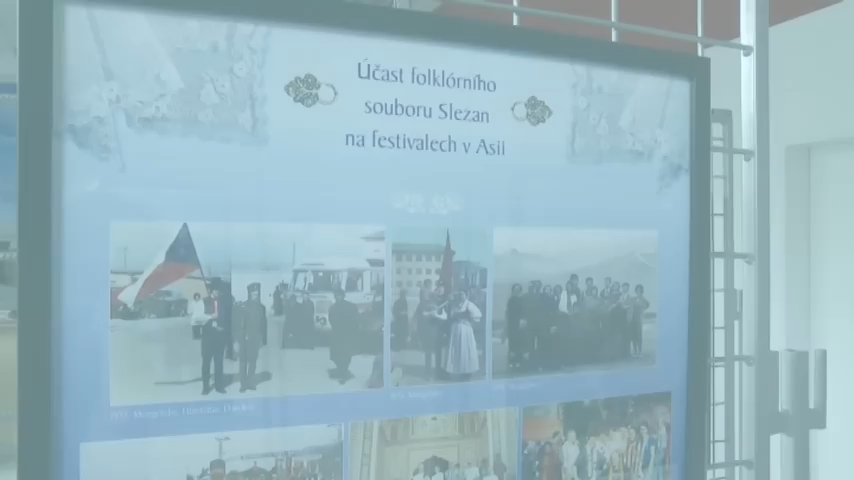 Účast folklórního
souboru Slezan
na festivalech v Asii